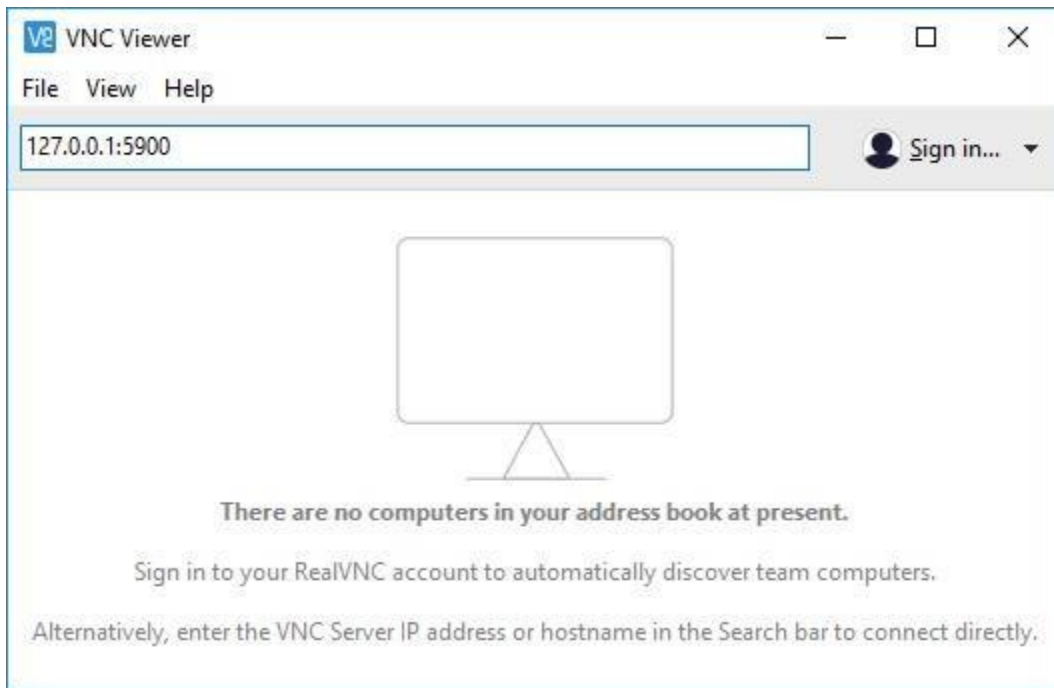 VNC Viewer
File View Help
127.0.0.1:5900
Sign in...
There are no computers in your address book at present.
Sign in to your RealVNC account to automatically discover team computers.
Alternatively, enter the VNC Server IP address or hostname in the Search bar to connect directly.